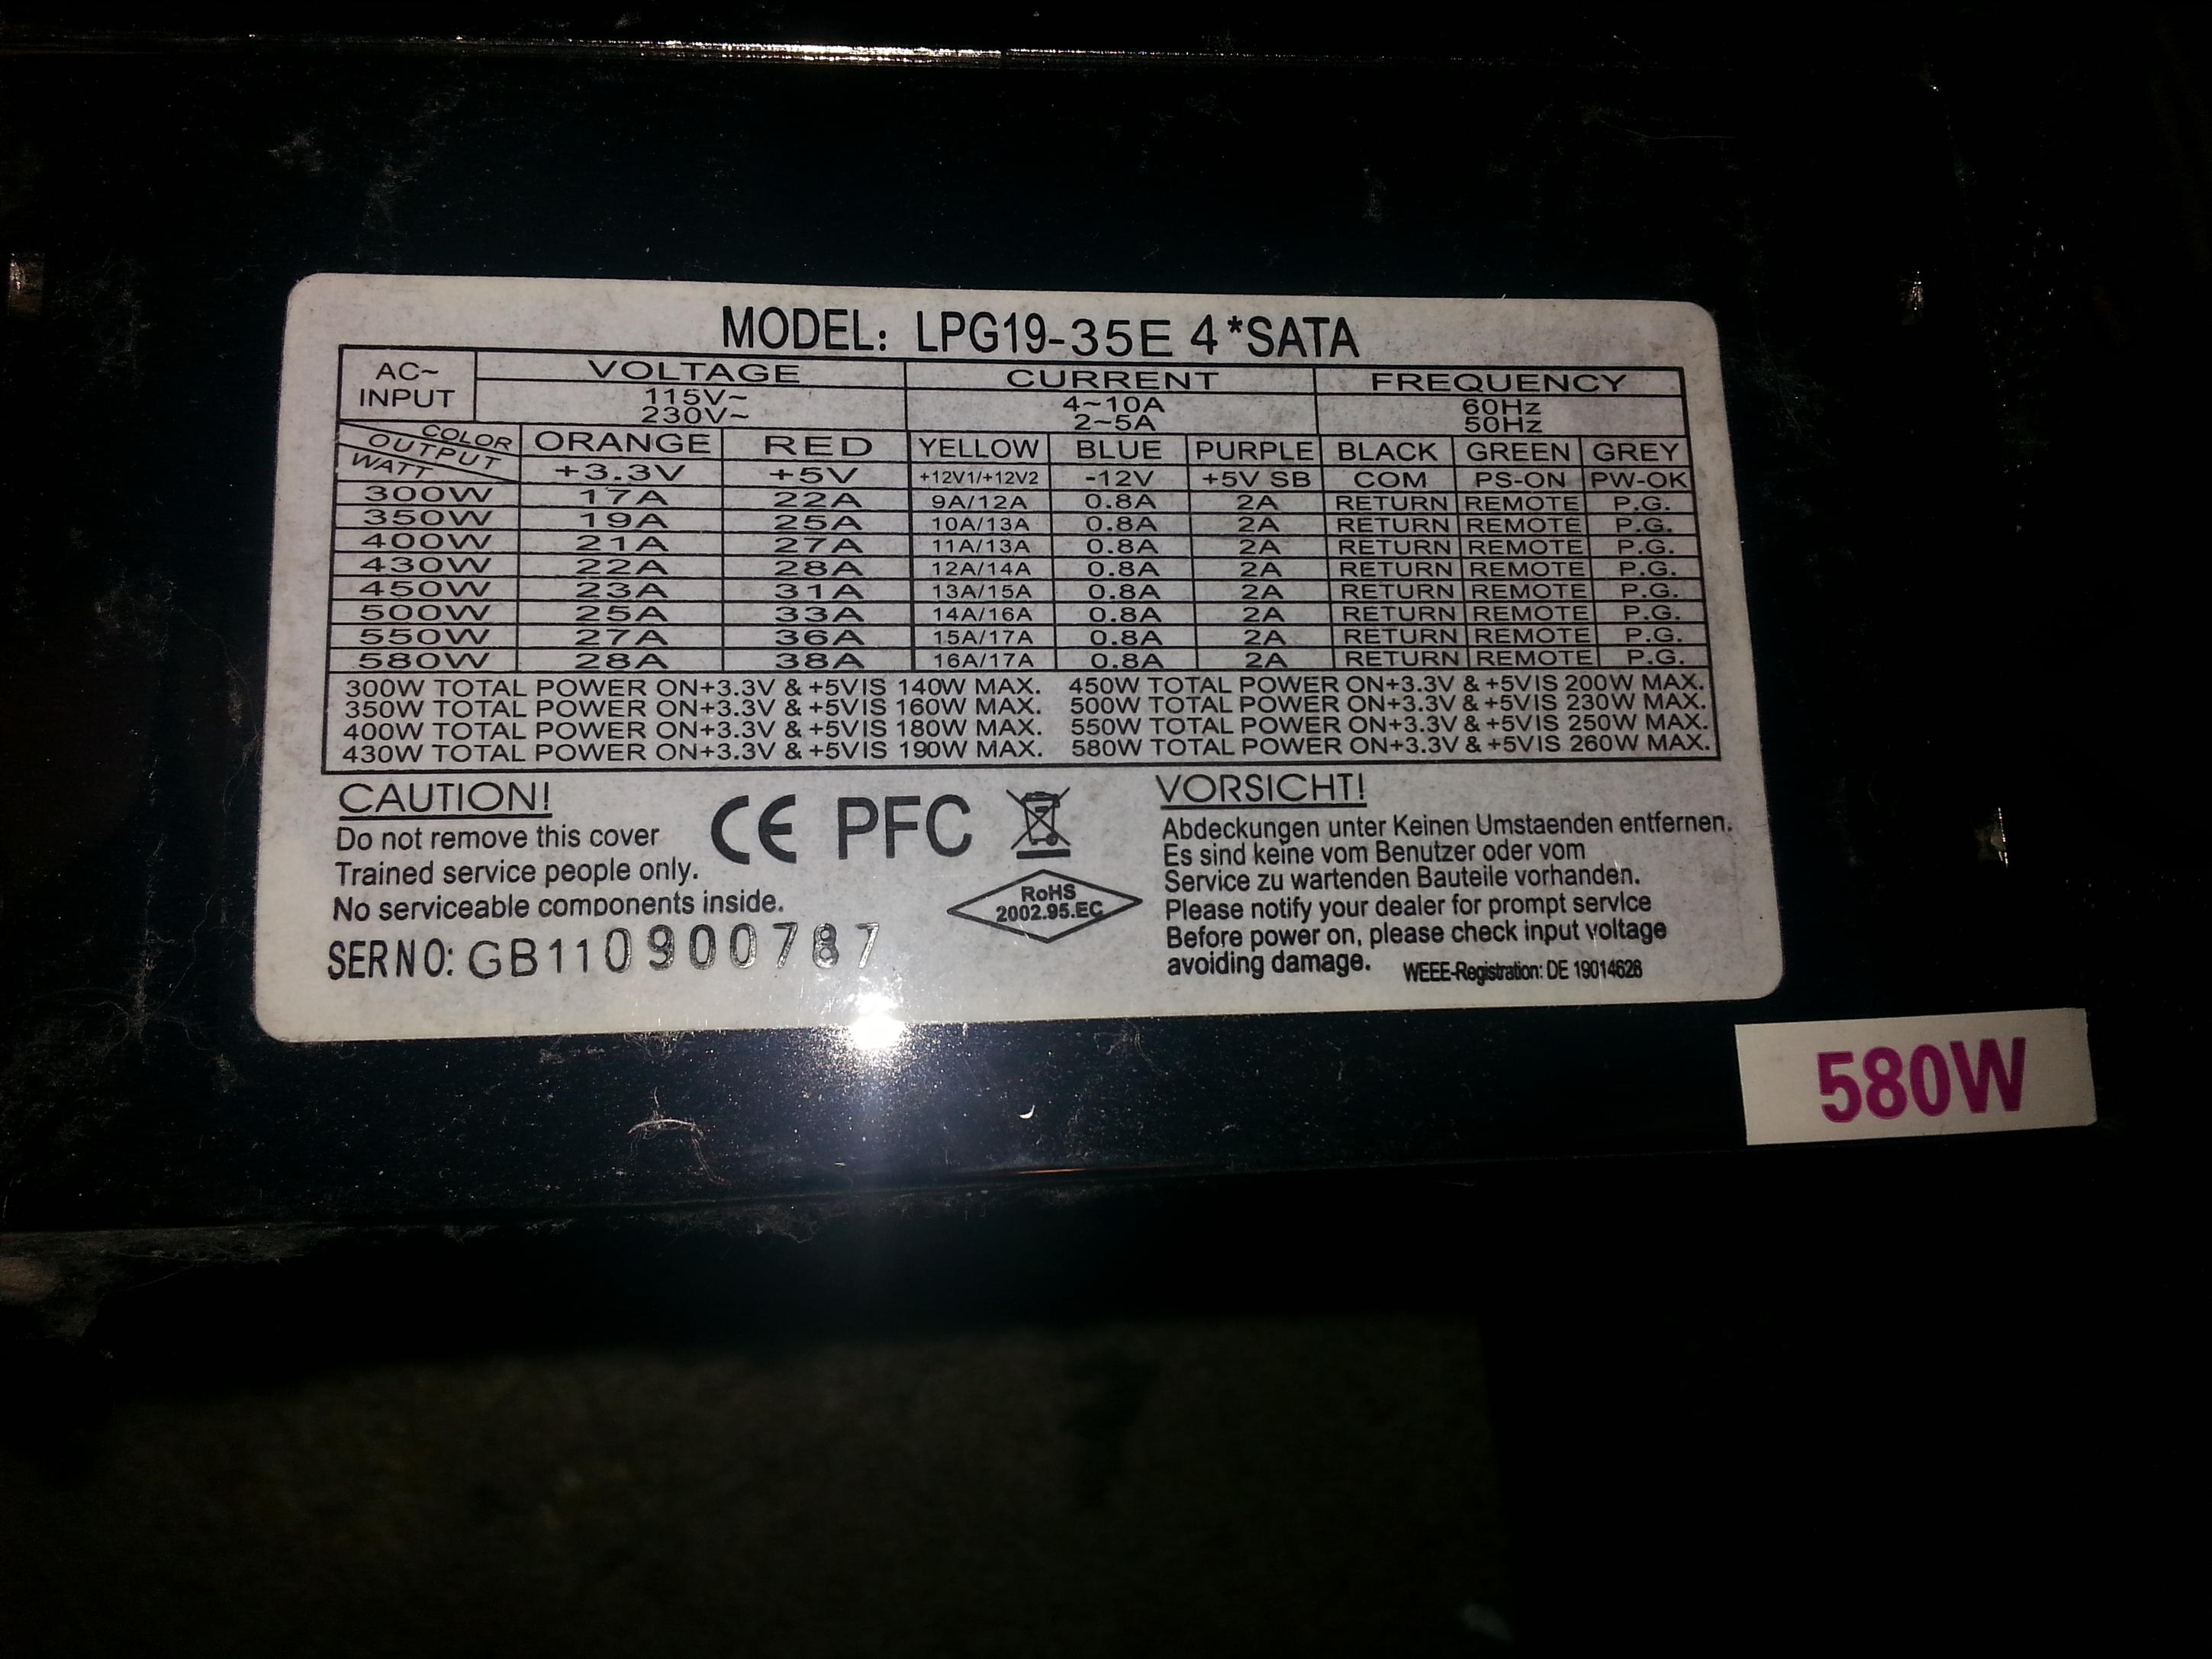 MODEL: LPG19-35E 4*SATA
AC~ INPUT VOLTAGE CURRENT FREQUENCY
115V~ 4~10A 60Hz
230V~ 2~5A 50Hz
COLOR OUTPUT WATT ORANGE RED YELLOW BLUE PURPLE BLACK GREEN GREY
+3.3V +5V +12V1/+12V2 -12V +5V SB COM PS-ON PW-OK
300W 17A 22A 9A/12A 0.8A 2A RETURN REMOTE P.G.
350W 19A 25A 10A/13A 0.8A 2A RETURN REMOTE P.G.
400W 21A 27A 11A/13A 0.8A 2A RETURN REMOTE P.G.
430W 22A 28A 12A/14A 0.8A 2A RETURN REMOTE P.G.
450W 23A 31A 13A/15A 0.8A 2A RETURN REMOTE P.G.
500W 25A 33A 14A/16A 0.8A 2A RETURN REMOTE P.G.
550W 27A 36A 15A/17A 0.8A 2A RETURN REMOTE P.G.
580W 28A 38A 16A/17A 0.8A 2A RETURN REMOTE P.G.
300W TOTAL POWER ON+3.3V & +5VIS 140W MAX. 450W TOTAL POWER ON+3.3V & +5VIS 200W MAX.
350W TOTAL POWER ON+3.3V & +5VIS 160W MAX. 500W TOTAL POWER ON+3.3V & +5VIS 230W MAX.
400W TOTAL POWER ON+3.3V & +5VIS 180W MAX. 550W TOTAL POWER ON+3.3V & +5VIS 250W MAX.
430W TOTAL POWER ON+3.3V & +5VIS 190W MAX. 580W TOTAL POWER ON+3.3V & +5VIS 260W MAX.
CAUTION!
Do not remove this cover
Trained service people only.
No serviceable components inside.
SER NO: GB110900787
CE PFC
RoHS
2002.95.EC
VORSICHT!
Abdeckungen unter Keinen Umstaenden entfernen.
Es sind keine vom Benutzer oder vom
Service zu wartenden Bauteile vorhanden.
Please notify your dealer for prompt service
Before power on, please check input voltage
avoiding damage. WEEE-Registration: DE 19014628
580W